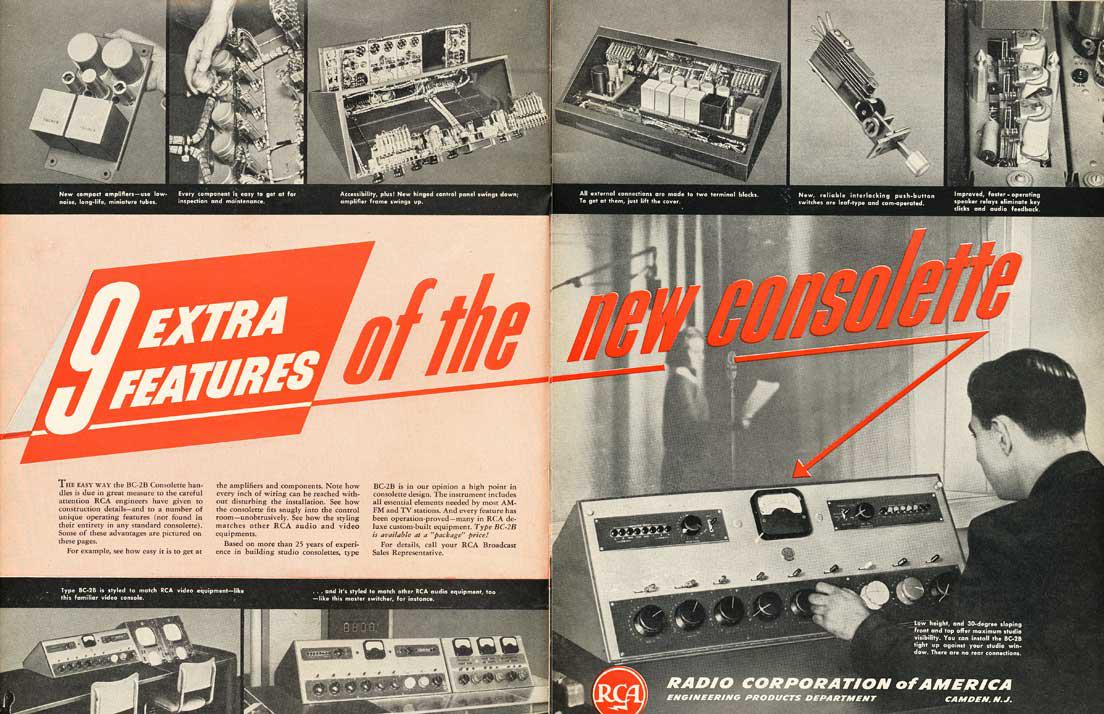 New compact amplifiers—use low-
noise, long-life, miniature tubes.
Every component is easy to get at for
inspection and maintenance.
Accessibility, plus! New hinged control panel swings down;
amplifier frame swings up.
All external connections are made to two terminal blocks.
To get at them, just lift the cover.
New, reliable interlocking push-button
switches are leaf-type and cam-operated.
Improved, faster-operating
speaker relays eliminate key
clicks and audio feedback.
9 EXTRA
FEATURES
of the
new consolette
THE EASY WAY the BC-2B Consolette han-
dles is due in great measure to the careful
attention RCA engineers have given to
construction details—and to a number of
unique operating features (not found in
their entirety in any standard consolette).
Some of these advantages are pictured on
these pages.
For example, see how easy it is to get at
the amplifiers and components. Note how
every inch of wiring can be reached with-
out disturbing the installation. See how
the consolette fits snugly into the control
room—unobtrusively. See how the styling
matches other RCA audio and video
equipments.
Based on more than 25 years of experi-
ence in building studio consolettes, type
BC-2B is in our opinion a high point in
consolette design. The instrument includes
all essential elements needed by most AM-
FM and TV stations. And every feature has
been operation-proved—many in RCA de-
luxe custom-built equipment. Type BC-2B
is available at a "package" price!
For details, call your RCA Broadcast
Sales Representative.
Type BC-2B is styled to match RCA video equipment—like
this familiar video console.
. . . and it's styled to match other RCA audio equipment, too
—like this master switcher, for instance.
Low height, and 30-degree sloping
front and top offer maximum studio
visibility. You can install the BC-2B
tight up against your studio win-
dow. There are no rear connections.
RCA
RADIO CORPORATION of AMERICA
ENGINEERING PRODUCTS DEPARTMENT
CAMDEN, N.J.